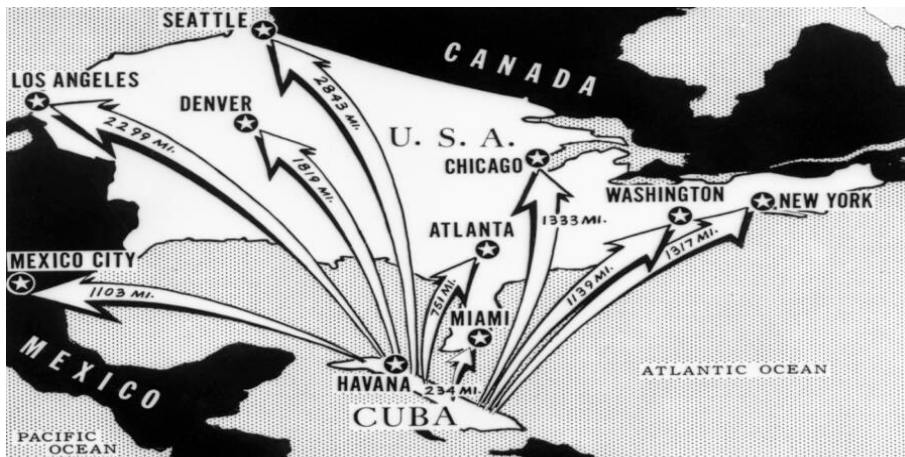 SEATTLE
CANADA
LOS ANGELES
2843 MI.
DENVER
2299 MI.
U. S. A.
1819 MI.
CHICAGO
WASHINGTON
NEW YORK
1333 MI.
ATLANTA
1317 MI.
MEXICO CITY
1103 MI.
751 MI.
1139 MI.
MIAMI
MEXICO
HAVANA
234 MI.
ATLANTIC OCEAN
CUBA
PACIFIC
OCEAN